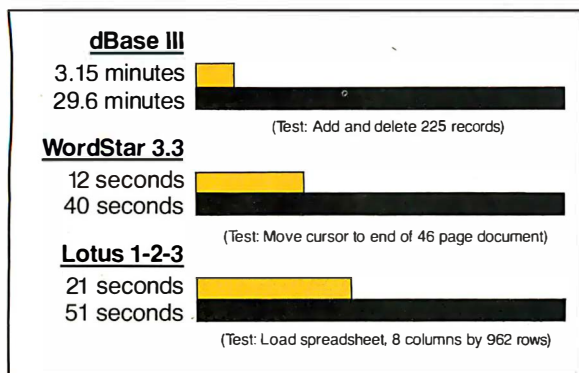 dBase III
3.15 minutes
29.6 minutes
(Test: Add and delete 225 records)
WordStar 3.3
12 seconds
40 seconds
(Test: Move cursor to end of 46 page document)
Lotus 1-2-3
21 seconds
51 seconds
(Test: Load spreadsheet, 8 columns by 962 rows)